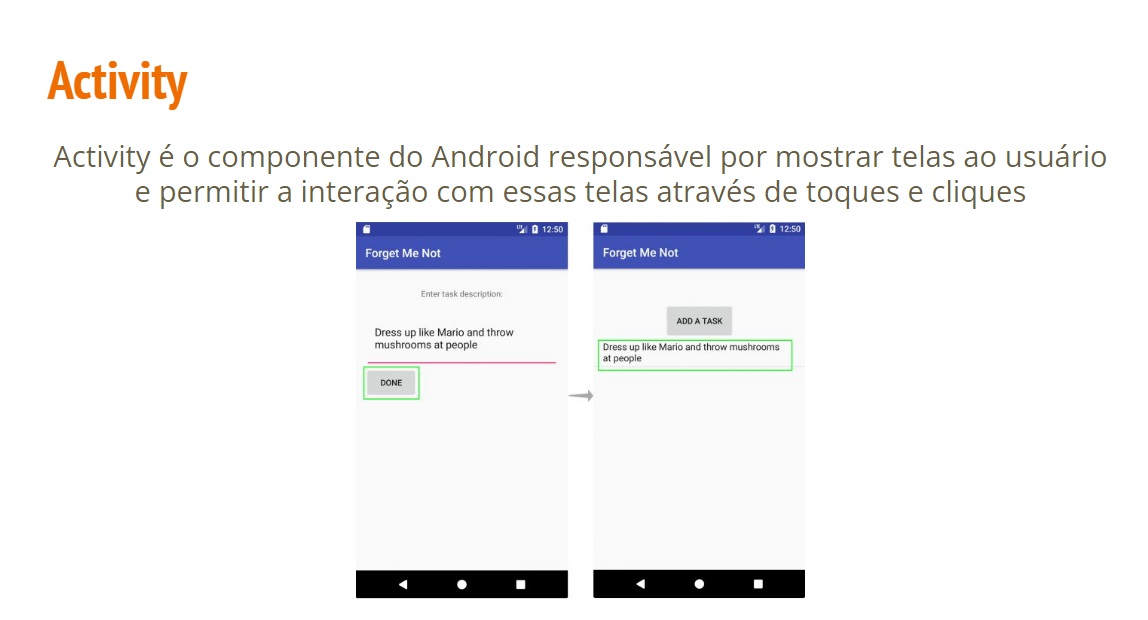 Activity
Activity é o componente do Android responsável por mostrar telas ao usuário
e permitir a interação com essas telas através de toques e cliques
12:50
Forget Me Not
Enter task description:
Dress up like Mario and throw
mushrooms at people
DONE
12:50
Forget Me Not
ADD A TASK
Dress up like Mario and throw mushrooms
at people